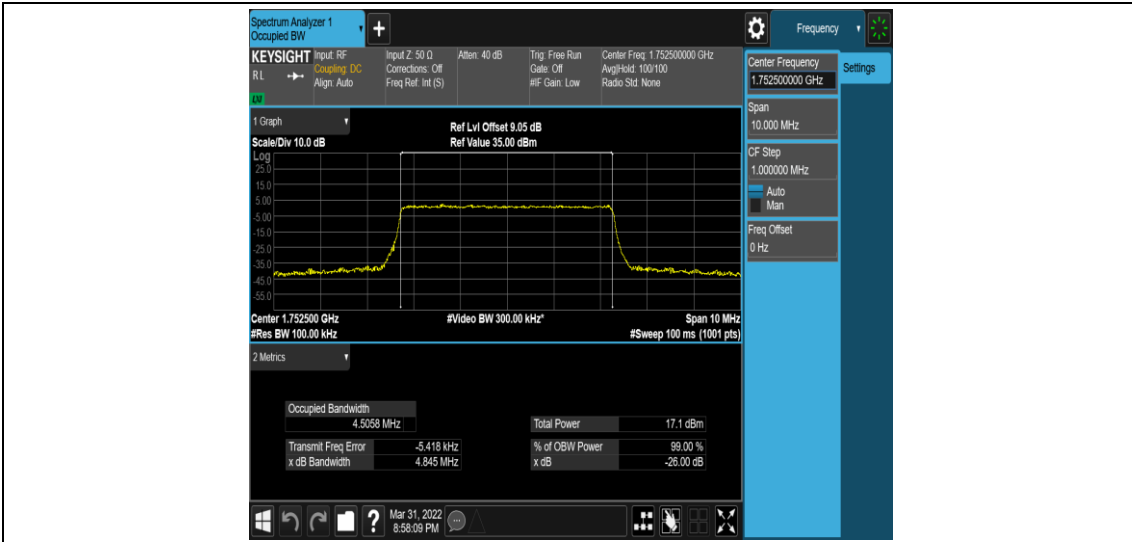 Spectrum Analyzer 1
Occupied BW
+
Frequency
KEYSIGHT
RL
Input: RF
Coupling: DC
Align: Auto
Input Z: 50 Ω
Corrections: Off
Freq Ref: Int (S)
Atten: 40 dB
Trig: Free Run
Gate: Off
#IF Gain: Low
Center Freq: 1.752500000 GHz
Avg|Hold: 100/100
Radio Std: None
Center Frequency
1.752500000 GHz
Settings
Span
10.000 MHz
CF Step
1.000000 MHz
Auto
Man
Freq Offset
0 Hz
1 Graph
Ref Lvl Offset 9.05 dB
Scale/Div 10.0 dB
Ref Value 35.00 dBm
Log
25.0
15.0
5.00
-5.00
-15.0
-25.0
-35.0
-45.0
-55.0
Center 1.752500 GHz
#Video BW 300.00 kHz*
Span 10 MHz
#Res BW 100.00 kHz
#Sweep 100 ms (1001 pts)
2 Metrics
Occupied Bandwidth
4.5058 MHz
Total Power
17.1 dBm
Transmit Freq Error
-5.418 kHz
% of OBW Power
99.00 %
x dB Bandwidth
4.845 MHz
x dB
-26.00 dB
?
Mar 31, 2022
8:58:09 PM